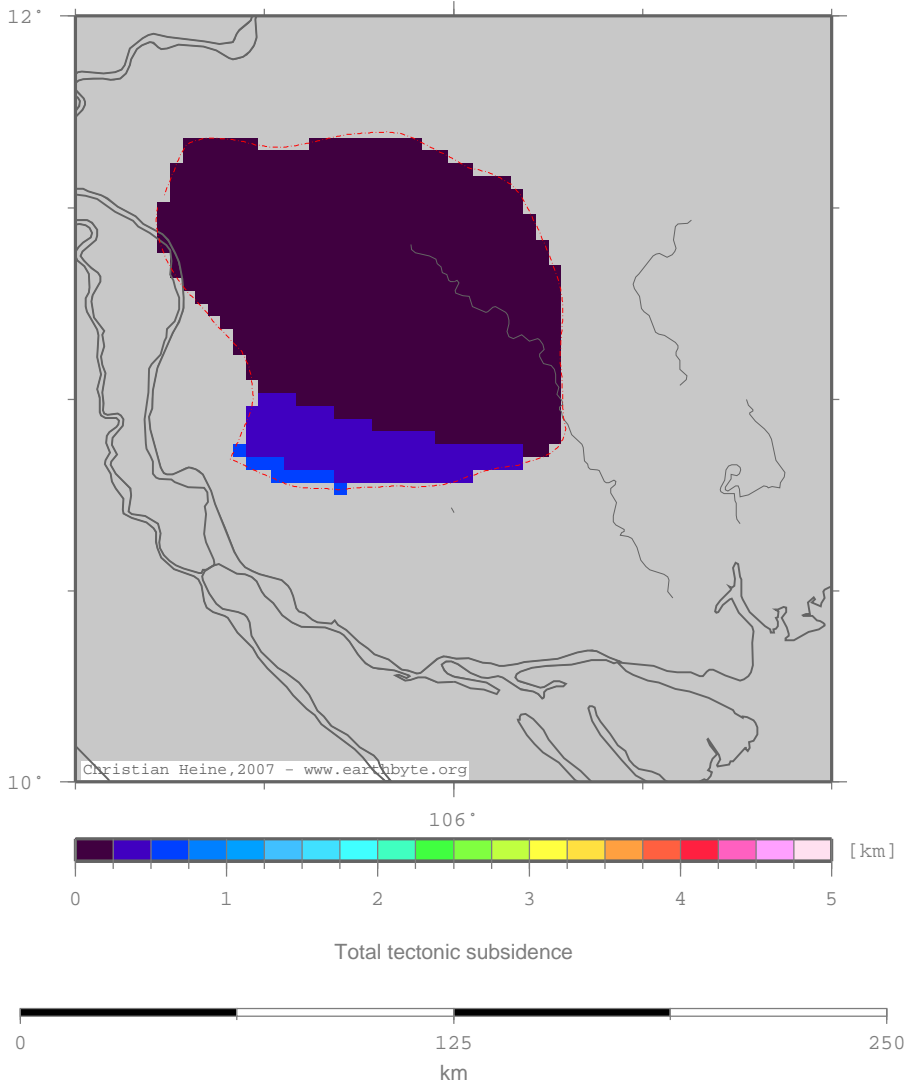 12°
Christian Heine,2007 - www.earthbyte.org
10°
106°
[km]
0 1 2 3 4 5
Total tectonic subsidence
0 125 250
km